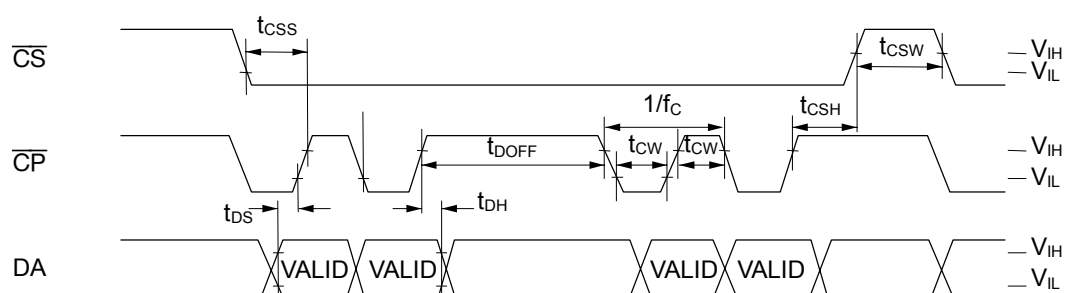 tCSS
CS
tCSW
VIH
VIL
1/fC
tCSH
CP
tDOFF
tCW
tCW
VIH
VIL
tDS
tDH
DA
VALID
VALID
VALID
VALID
VIH
VIL